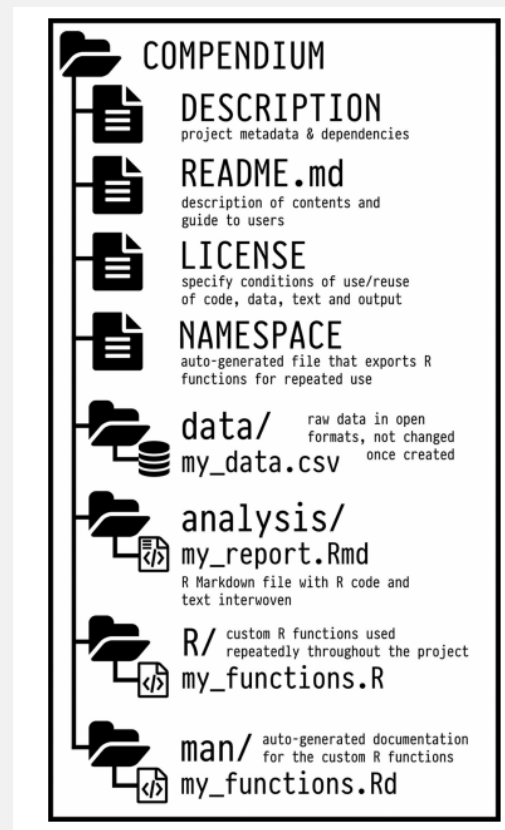 COMPENDIUM
DESCRIPTION
project metadata & dependencies
README.md
description of contents and
guide to users
LICENSE
specify conditions of use/reuse
of code, data, text and output
NAMESPACE
auto-generated file that exports R
functions for repeated use
data/
raw data in open
formats, not changed
once created
my_data.csv
analysis/
my_report.Rmd
R Markdown file with R code and
text interwoven
R/
custom R functions used
repeatedly throughout the project
my_functions.R
man/
auto-generated documentation
for the custom R functions
my_functions.Rd